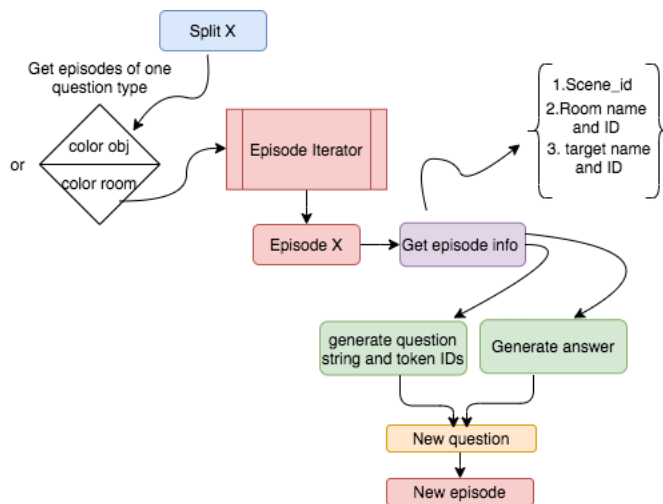 Split X
Get episodes of one
question type
or
color obj
color room
Episode Iterator
1.Scene_id
2.Room name
and ID
3. target name
and ID
Episode X
Get episode info
generate question
string and token IDs
Generate answer
New question
New episode